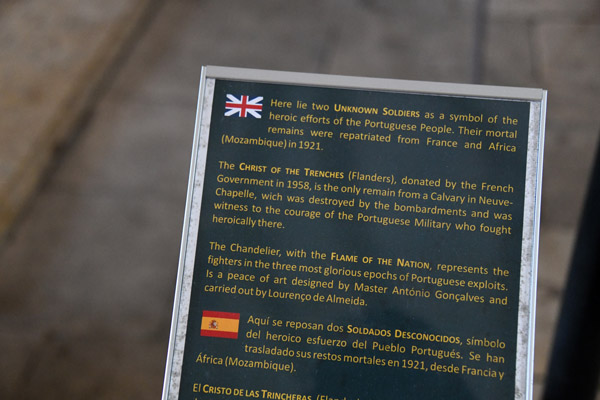 Here lie two UNKNOWN SOLDIERS as a symbol of the
heroic efforts of the Portuguese People. Their mortal
remains were repatriated from France and Africa
(Mozambique) in 1921.
The CHRIST OF THE TRENCHES (Flanders), donated by the French
Government in 1958, is the only remain from a Calvary in Neuve-
Chapelle, wich was destroyed by the bombardments and was
witness to the courage of the Portuguese Military who fought
heroically there.
The Chandelier, with the FLAME OF THE NATION, represents the
fighters in the three most glorious epochs of Portuguese exploits.
Is a peace of art designed by Master António Gonçalves and
carried out by Lourenço de Almeida.
Aquí se reposan dos SOLDADOS DESCONOCIDOS, símbolo
del heroico esfuerzo del Pueblo Portugués. Se han
trasladado sus restos mortales en 1921, desde Francia y
África (Mozambique).
El CRISTO DE LAS TRINCHERAS